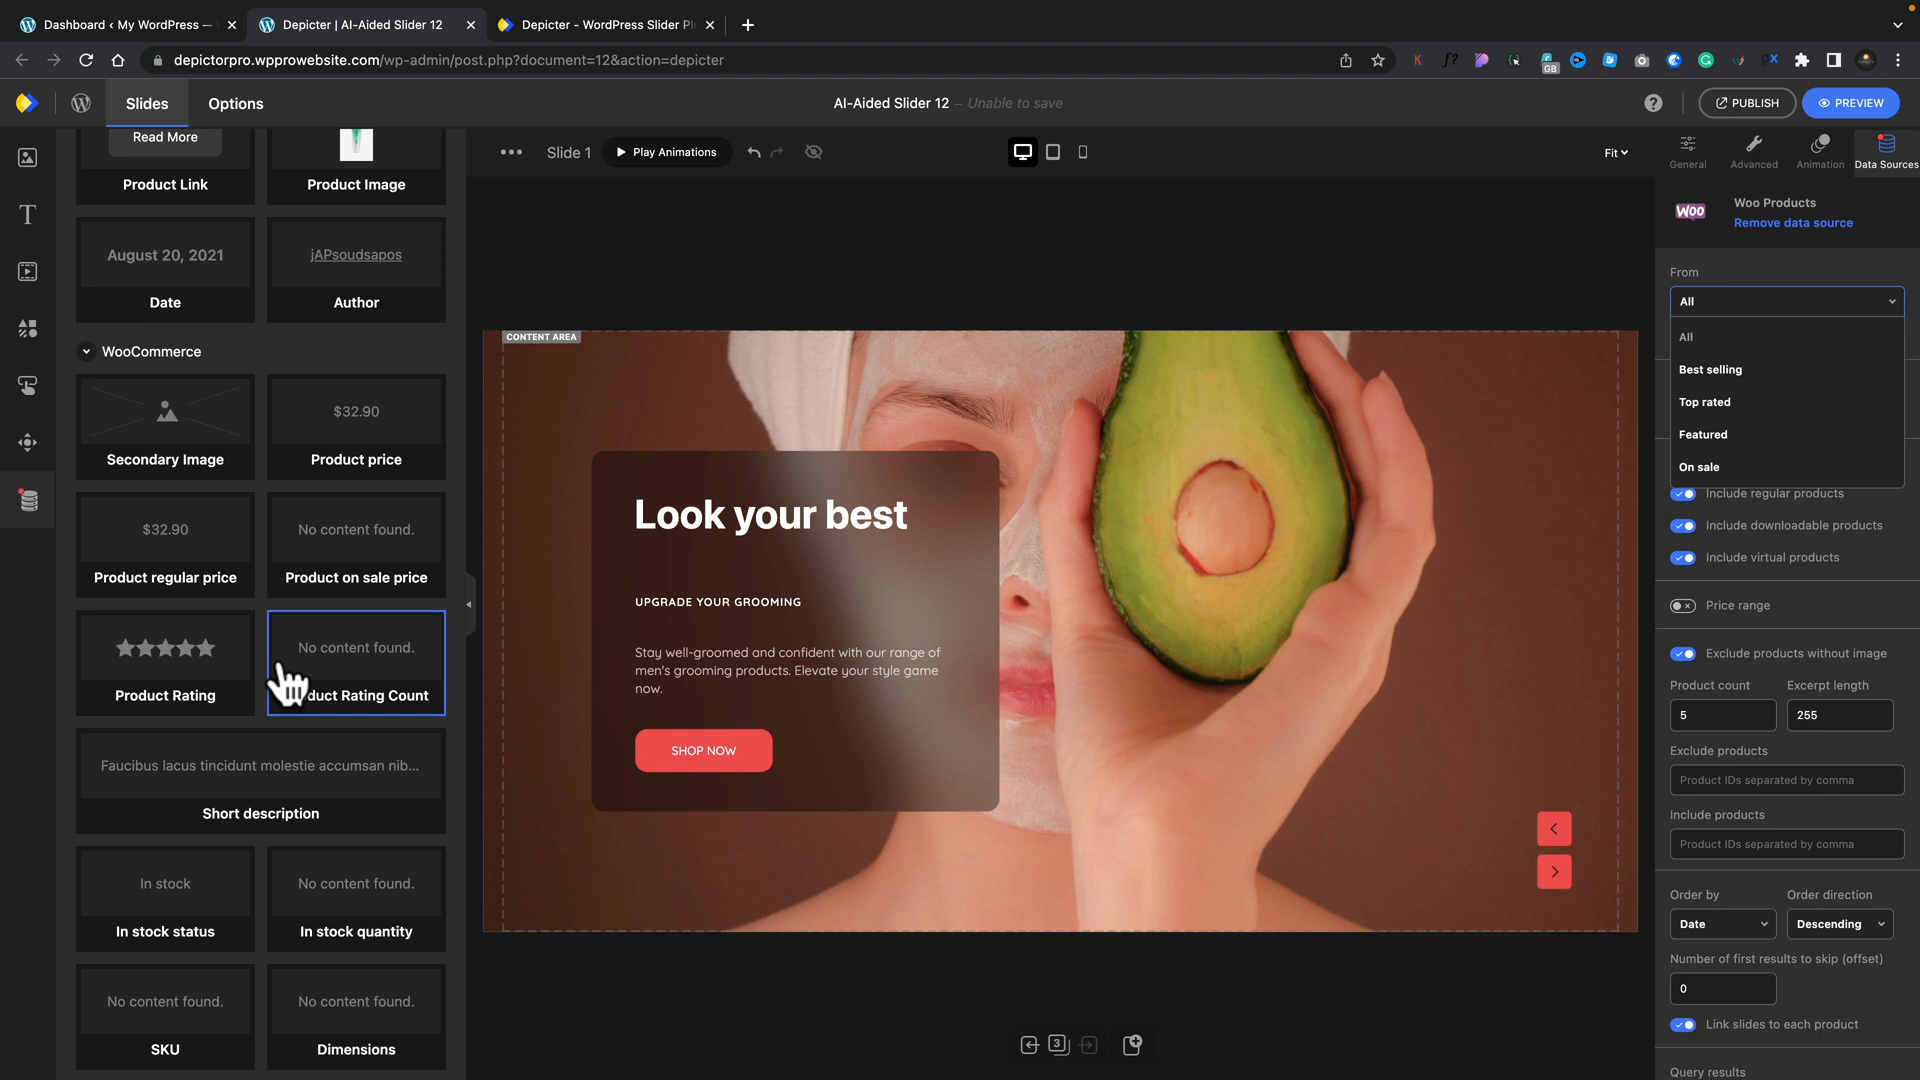 Dashboard ‹ My WordPress —
Depicter | AI-Aided Slider 12
Depicter - WordPress Slider Pl
depictorpro.wpprowebsite.com/wp-admin/post.php?document=12&action=depicter
GB
Slides
Options
AI-Aided Slider 12 – Unable to save
PUBLISH
PREVIEW
Slide 1
Play Animations
Fit
General
Advanced
Animation
Data Sources
Read More
Product Link
Product Image
August 20, 2021
Date
jAPsoudsapos
Author
WooCommerce
Secondary Image
$32.90
Product price
$32.90
Product regular price
No content found.
Product on sale price
Product Rating
No content found.
duct Rating Count
Faucibus lacus tincidunt molestie accumsan nib...
Short description
In stock
In stock status
No content found.
In stock quantity
No content found.
SKU
No content found.
Dimensions
CONTENT AREA
Look your best
UPGRADE YOUR GROOMING
Stay well-groomed and confident with our range of
men's grooming products. Elevate your style game
now.
SHOP NOW
3
Woo
Woo Products
Remove data source
From
All
All
Best selling
Top rated
Featured
On sale
Include regular products
Include downloadable products
Include virtual products
Price range
Exclude products without image
Product count
Excerpt length
5
255
Exclude products
Product IDs separated by comma
Include products
Product IDs separated by comma
Order by
Order direction
Date
Descending
Number of first results to skip (offset)
0
Link slides to each product
Query results